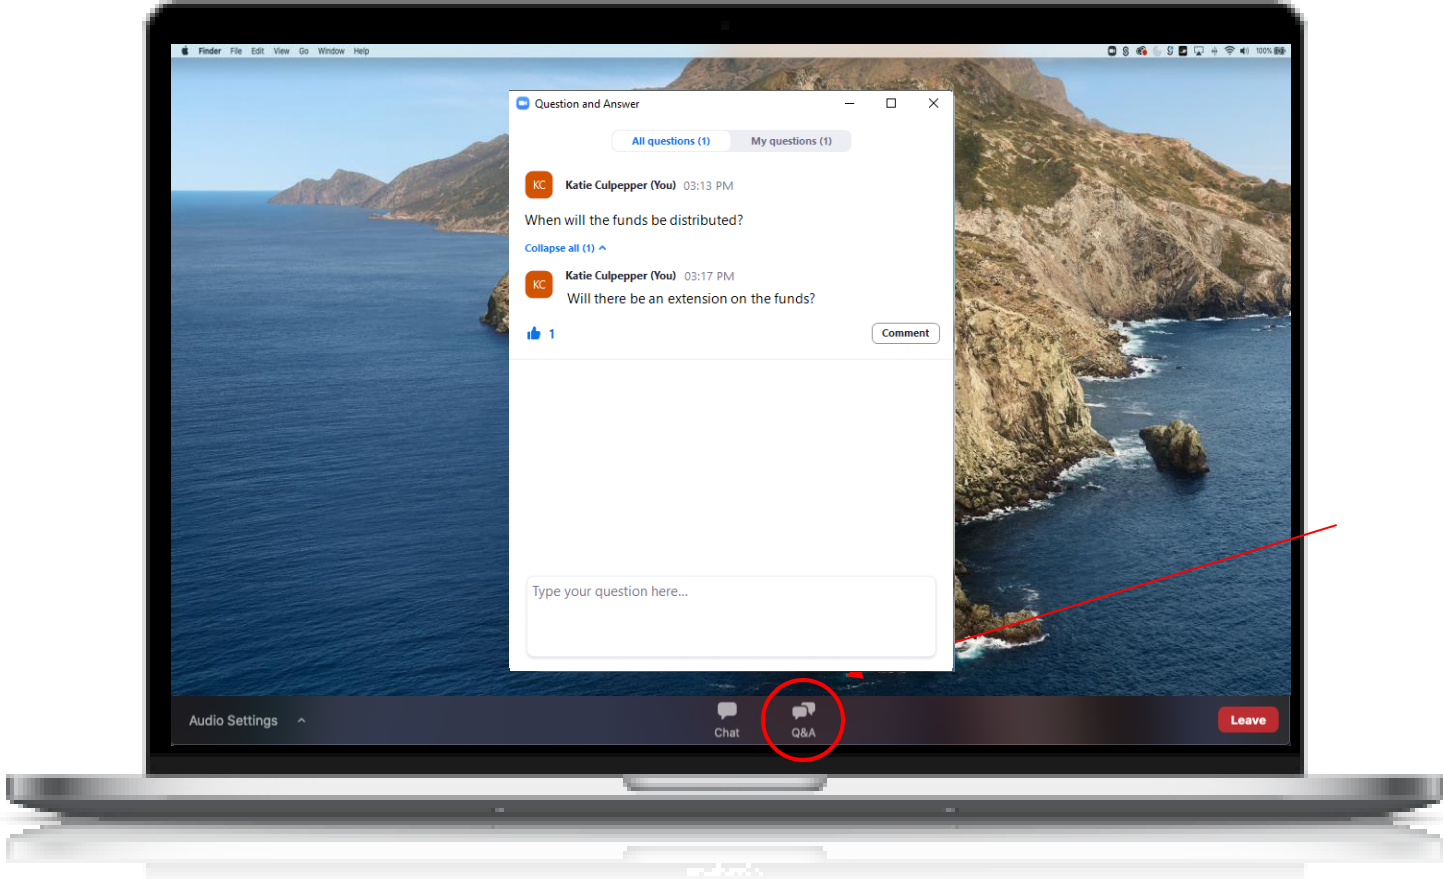 Finder File Edit View Go Window Help
100%
Question and Answer
All questions (1) My questions (1)
KC Katie Culpepper (You) 03:13 PM
When will the funds be distributed?
Collapse all (1)
KC Katie Culpepper (You) 03:17 PM
Will there be an extension on the funds?
1 Comment
Type your question here...
Audio Settings Chat Q&A Leave